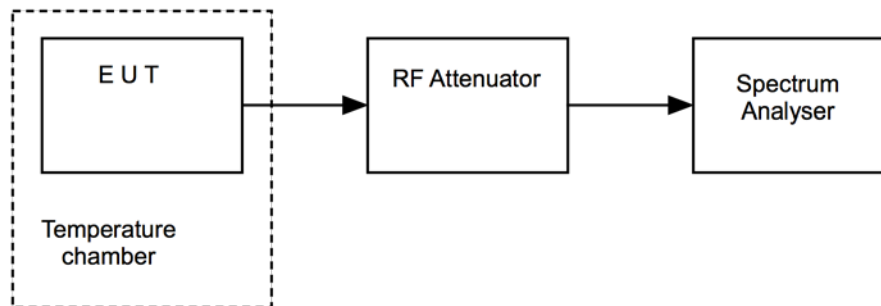 E U T
RF Attenuator
Spectrum
Analyser
Temperature
chamber